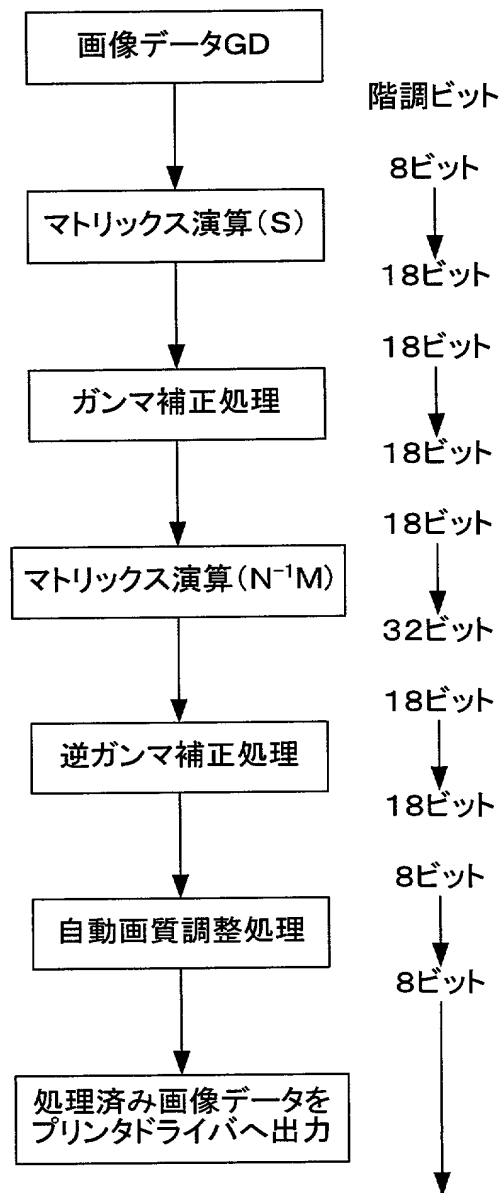 画像データGD
階調ビット
8ビット
マトリックス演算(S)
18ビット
18ビット
ガンマ補正処理
18ビット
18ビット
マトリックス演算(N⁻¹M)
32ビット
18ビット
逆ガンマ補正処理
18ビット
8ビット
自動画質調整処理
8ビット
処理済み画像データを
プリンタドライバへ出力